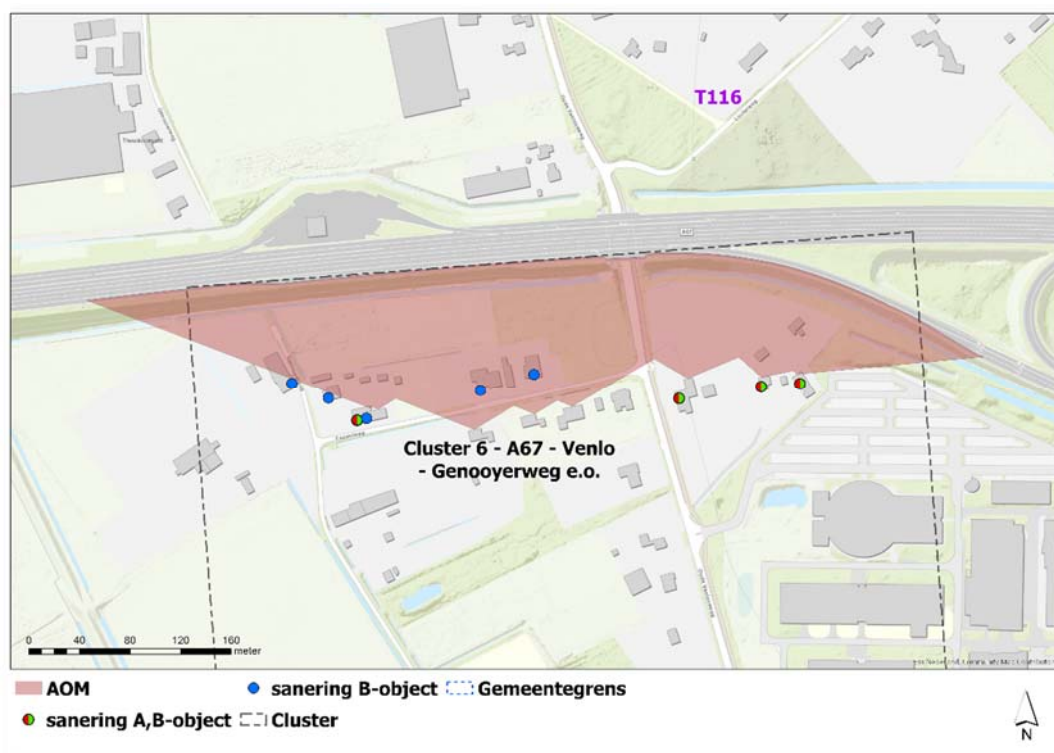 T116
A67
Cluster 6 - A67 - Venlo
- Genooyerweg e.o.
0 40 80 120 160
meter
AOM
sanering B-object
Gemeentegrens
sanering A,B-object
Cluster
N